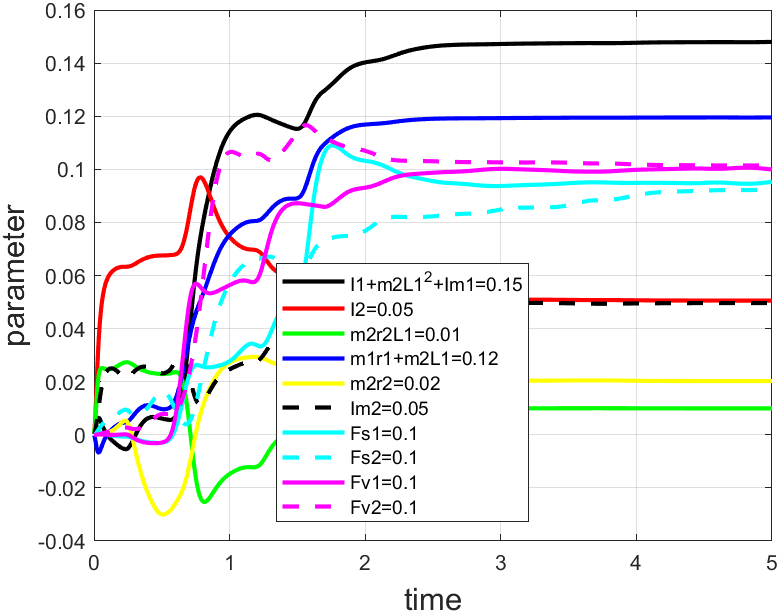 0.16
0.14
0.12
0.1
0.08
0.06
0.04
0.02
0
-0.02
-0.04
parameter
I1+m2L1²+Im1=0.15
I2=0.05
m2r2L1=0.01
m1r1+m2L1=0.12
m2r2=0.02
Im2=0.05
Fs1=0.1
Fs2=0.1
Fv1=0.1
Fv2=0.1
0 1 2 3 4 5
time